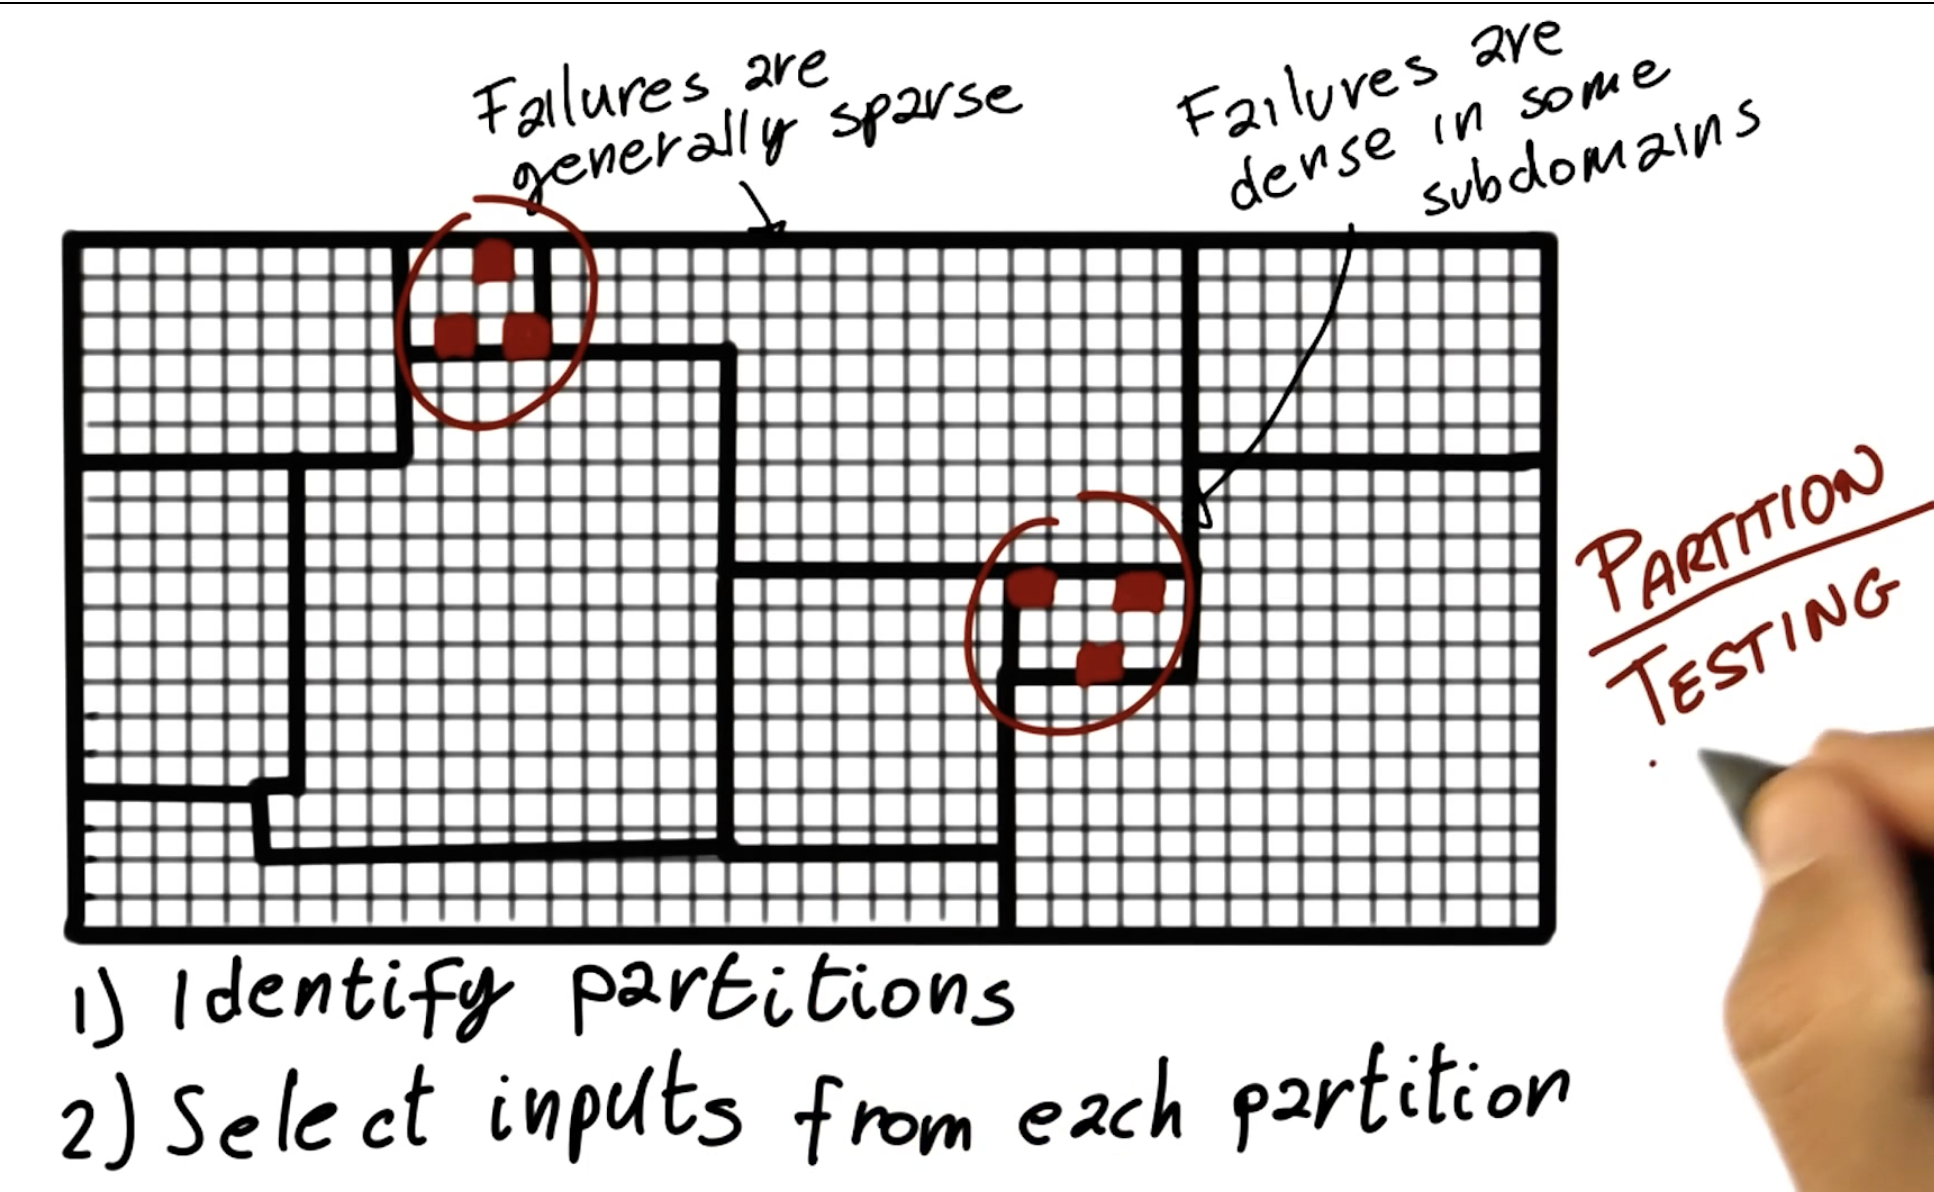 Failures are
generally sparse
Failures are
dense in some
subdomains
PARTITION
TESTING
1) Identify partitions
2) Select inputs from each partition